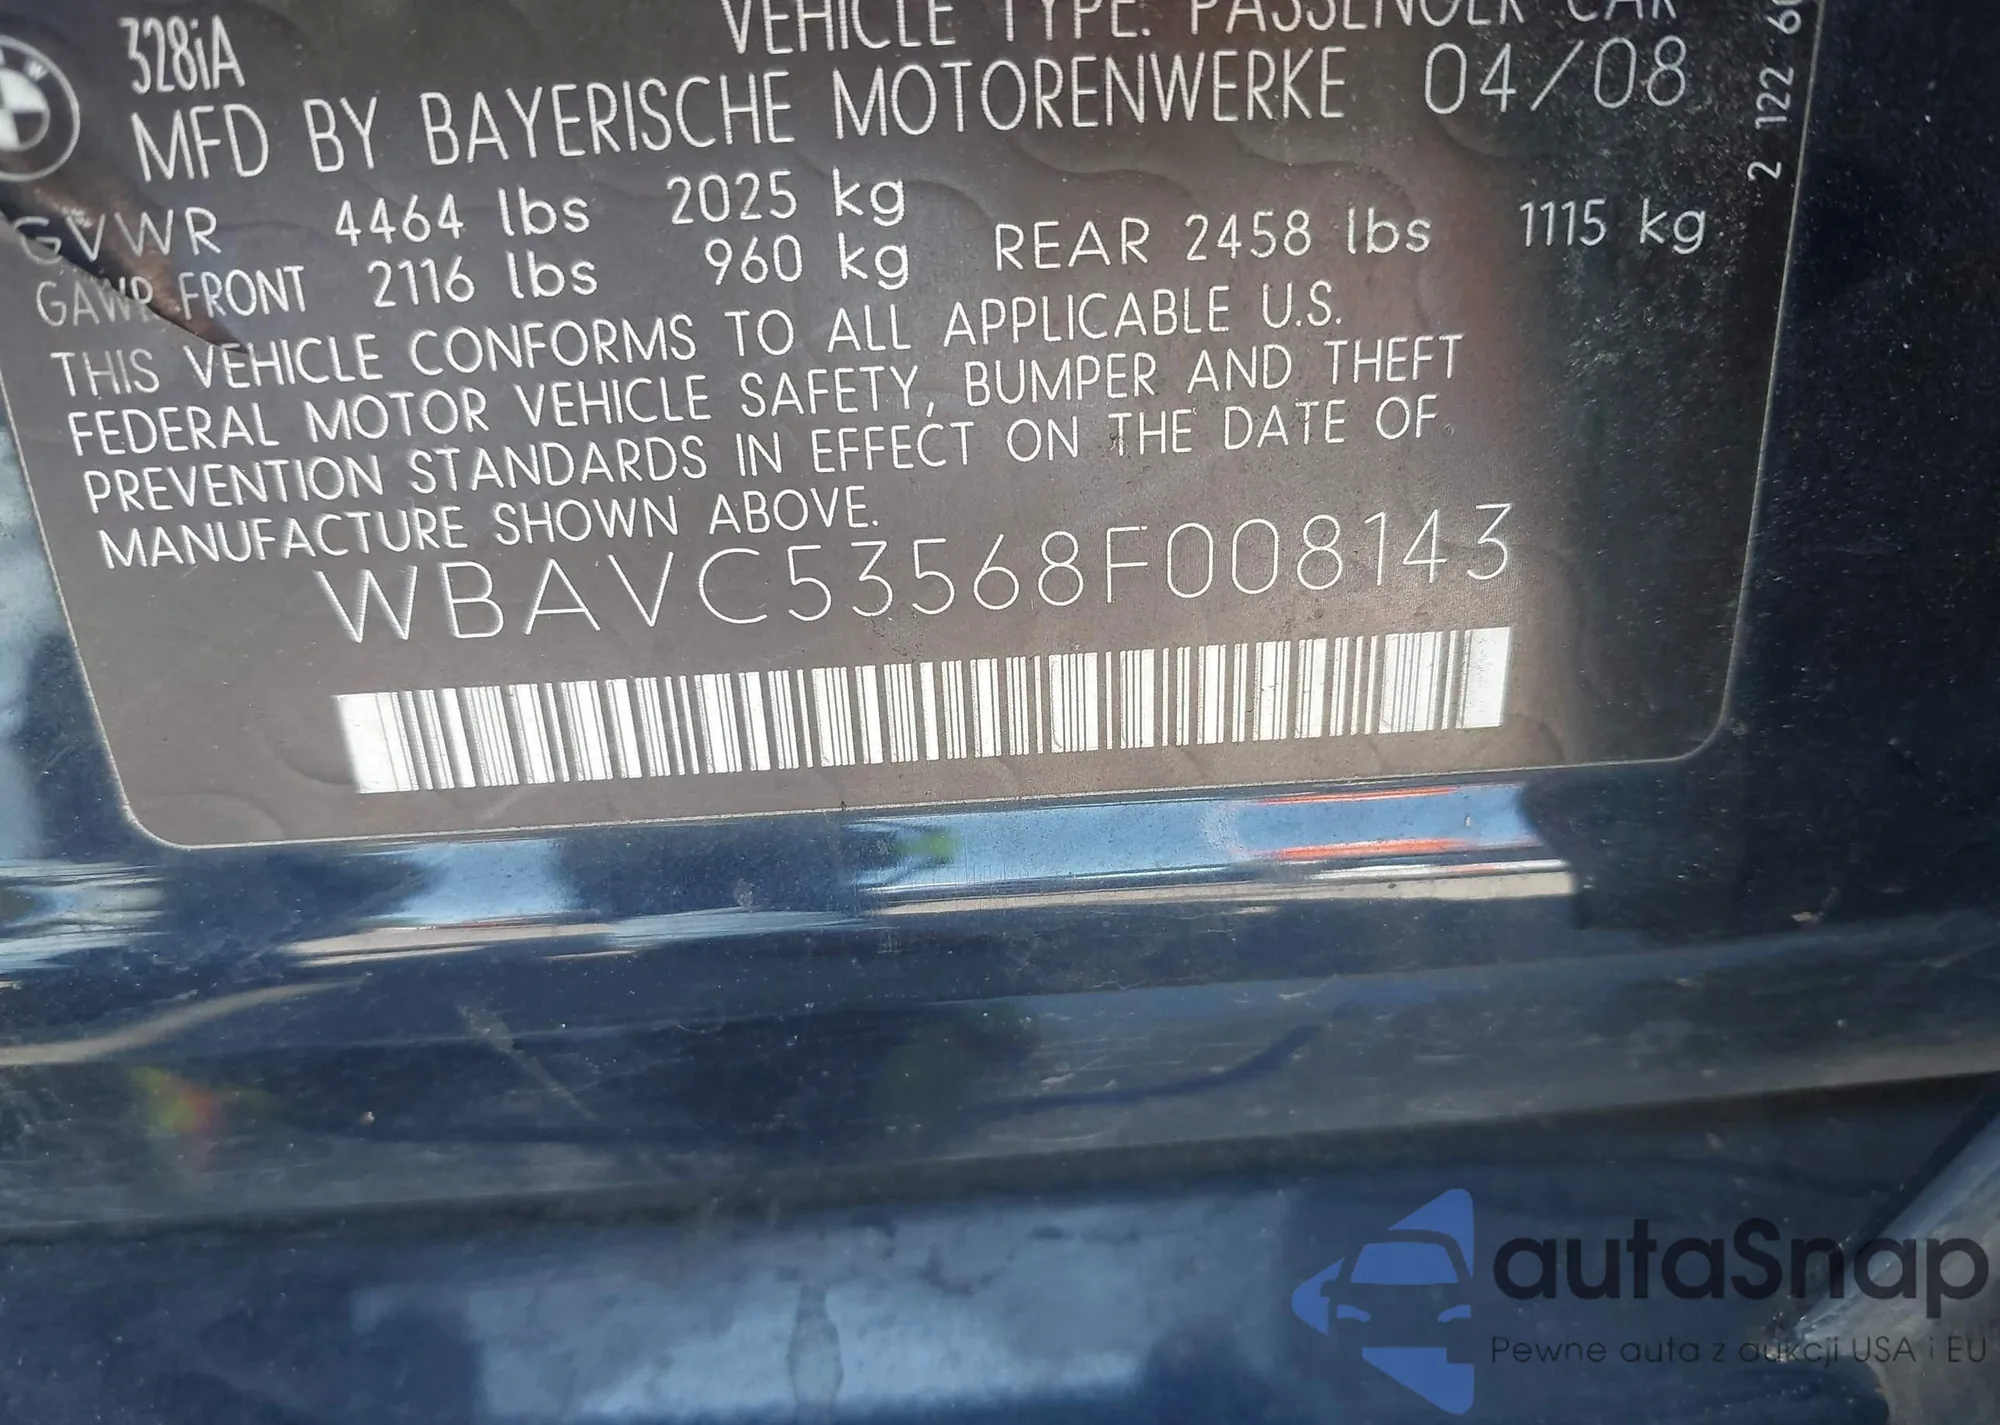 328iA
VEHICLE TYPE: PASSENGER CAR
MFD BY BAYERISCHE MOTORENWERKE 04/08
GVWR 4464 lbs 2025 kg
GAWR FRONT 2116 lbs 960 kg REAR 2458 lbs 1115 kg
THIS VEHICLE CONFORMS TO ALL APPLICABLE U.S.
FEDERAL MOTOR VEHICLE SAFETY, BUMPER AND THEFT
PREVENTION STANDARDS IN EFFECT ON THE DATE OF
MANUFACTURE SHOWN ABOVE.
WBAVC53568F008143
2 122
autaSnap
Pewne auta z aukcji USA i EU